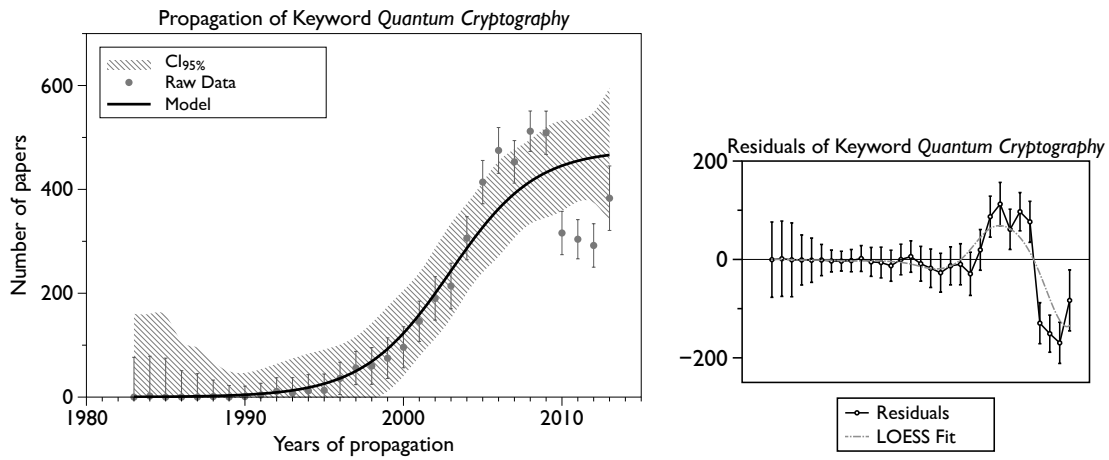 Propagation of Keyword Quantum Cryptography
CI95%
Raw Data
Model
600
400
200
0
Number of papers
1980
1990
2000
2010
Years of propagation
Residuals of Keyword Quantum Cryptography
200
0
−200
Residuals
LOESS Fit